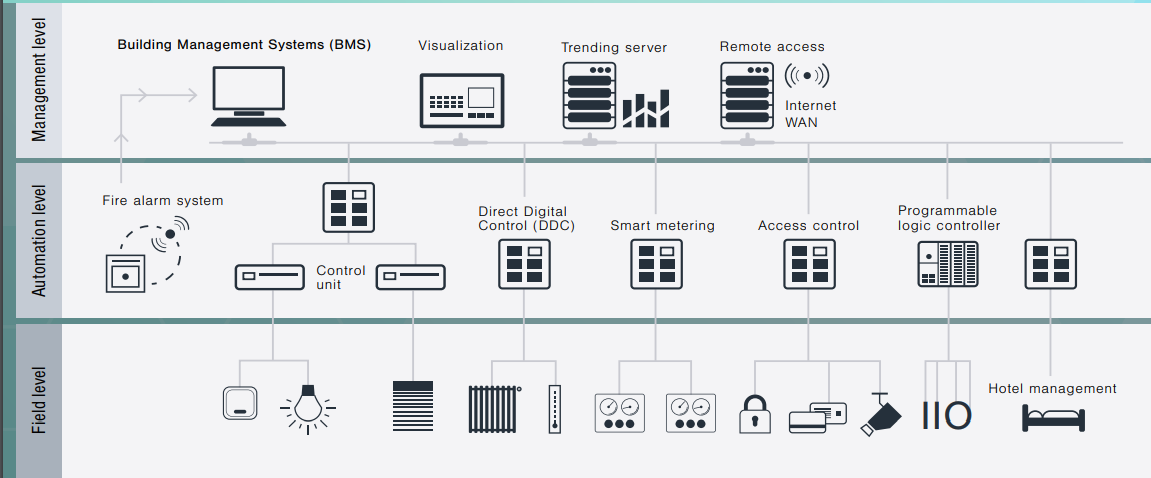 Management level
Building Management Systems (BMS)
Visualization
Trending server
Remote access
Internet
WAN
Automation level
Fire alarm system
Control
unit
Direct Digital
Control (DDC)
Smart metering
Access control
Programmable
logic controller
Field level
IIO
Hotel management